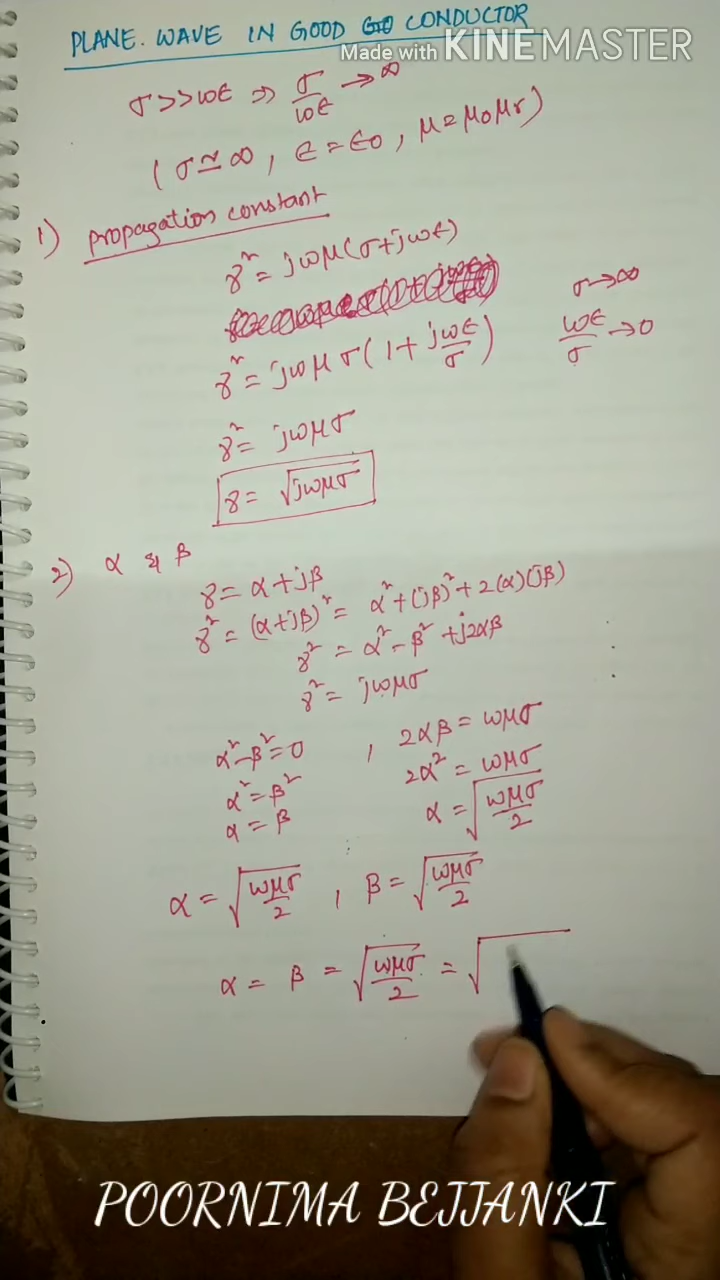 PLANE. WAVE IN GOOD CONDUCTOR
Made with KINEMASTER
σ>>ωϵ ⇒ σ/ωϵ → ∞
(σ≃∞, ϵ=ϵ0, μ=μ0μr)
1) propagation constant
γ² = jωμ(σ+jωϵ)
σ→∞
γ² = jωμσ(1+jωϵ/σ) ωϵ/σ→0
γ² = jωμσ
γ = √jωμσ
2) α & β
γ = α+jβ
γ² = (α+jβ)² = α²+(jβ)²+2(α)(jβ)
γ² = α²-β²+j2αβ
γ² = jωμσ
α²-β²=0 , 2αβ = ωμσ
α²=β² 2α² = ωμσ
α = β α = √ωμσ/2
α = √ωμσ/2 , β = √ωμσ/2
α = β = √ωμσ/2 = √
POORNIMA BEJJANKI